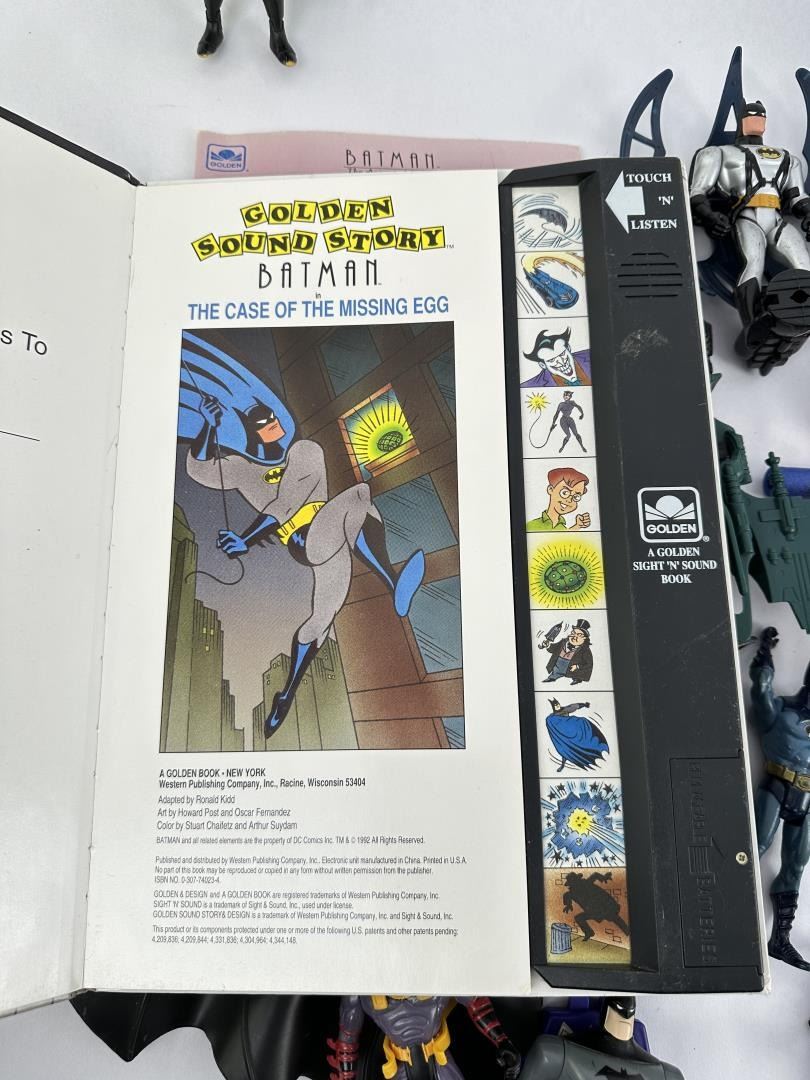 s To
GOLDEN
BATMAN
GOLDEN
SOUND STORY™
BATMAN™
in
THE CASE OF THE MISSING EGG
A GOLDEN BOOK • NEW YORK
Western Publishing Company, Inc., Racine, Wisconsin 53404
Adapted by Ronald Kidd
Art by Howard Post and Oscar Fernandez
Color by Stuart Chaifetz and Arthur Suydam
BATMAN and all related elements are the property of DC Comics Inc. TM & © 1992 All Rights Reserved.
Published and distributed by Western Publishing Company, Inc. Electronic unit manufactured in China. Printed in U.S.A.
No part of this book may be reproduced or copied in any form without written permission from the publisher.
ISBN NO. 0-307-74023-4
GOLDEN & DESIGN and A GOLDEN BOOK are registered trademarks of Western Publishing Company, Inc.
SIGHT 'N' SOUND is a trademark of Sight & Sound, Inc., used under license.
GOLDEN SOUND STORY& DESIGN is a trademark of Western Publishing Company, Inc. and Sight & Sound, Inc.
This product or its components protected under one or more of the following U.S. patents and other patents pending:
4,209,836; 4,209,844; 4,331,836; 4,304,964; 4,344,148.
TOUCH
'N'
LISTEN
GOLDEN®
A GOLDEN
SIGHT 'N' SOUND
BOOK
BATTERIES